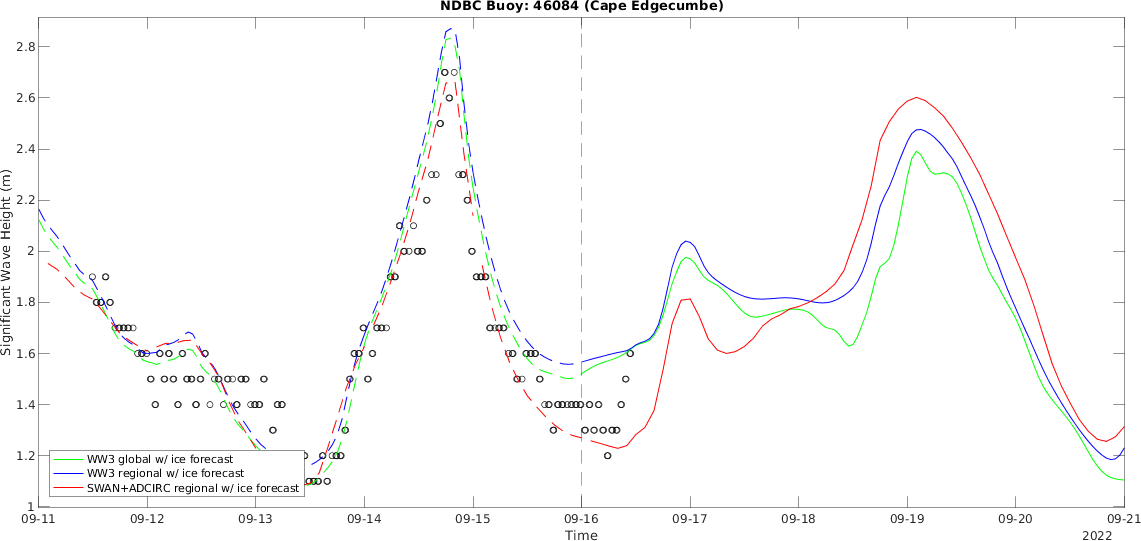 NDBC Buoy: 46084 (Cape Edgecumbe)
2.8
2.6
2.4
2.2
2
1.8
1.6
1.4
1.2
1
Significant Wave Height (m)
WW3 global w/ ice forecast
WW3 regional w/ ice forecast
SWAN+ADCIRC regional w/ ice forecast
09-11 09-12 09-13 09-14 09-15 09-16 09-17 09-18 09-19 09-20 09-21
Time
2022